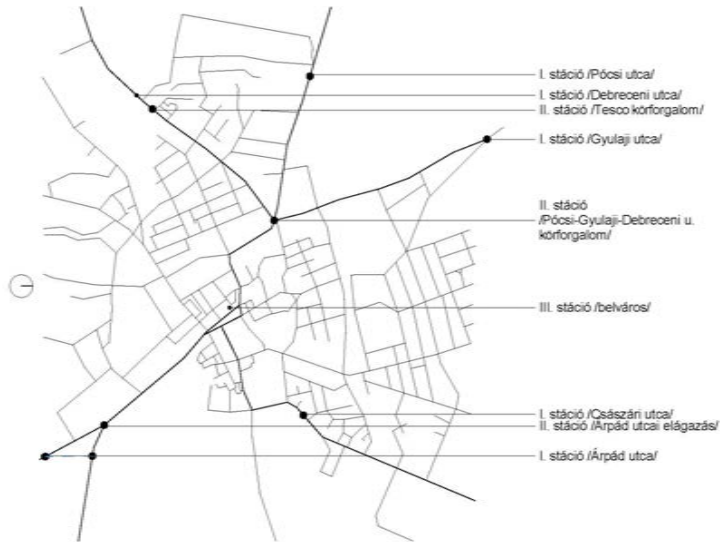 I. stáció /Pócsi utca/
I. stáció /Debreceni utca/
II. stáció /Tesco körforgalom/
I. stáció /Gyulaji utca/
II. stáció
/Pócsi-Gyulaji-Debreceni u.
körforgalom/
III. stáció /belváros/
I. stáció /Császári utca/
II. stáció /Árpád utcai elágazás/
I. stáció /Árpád utca/